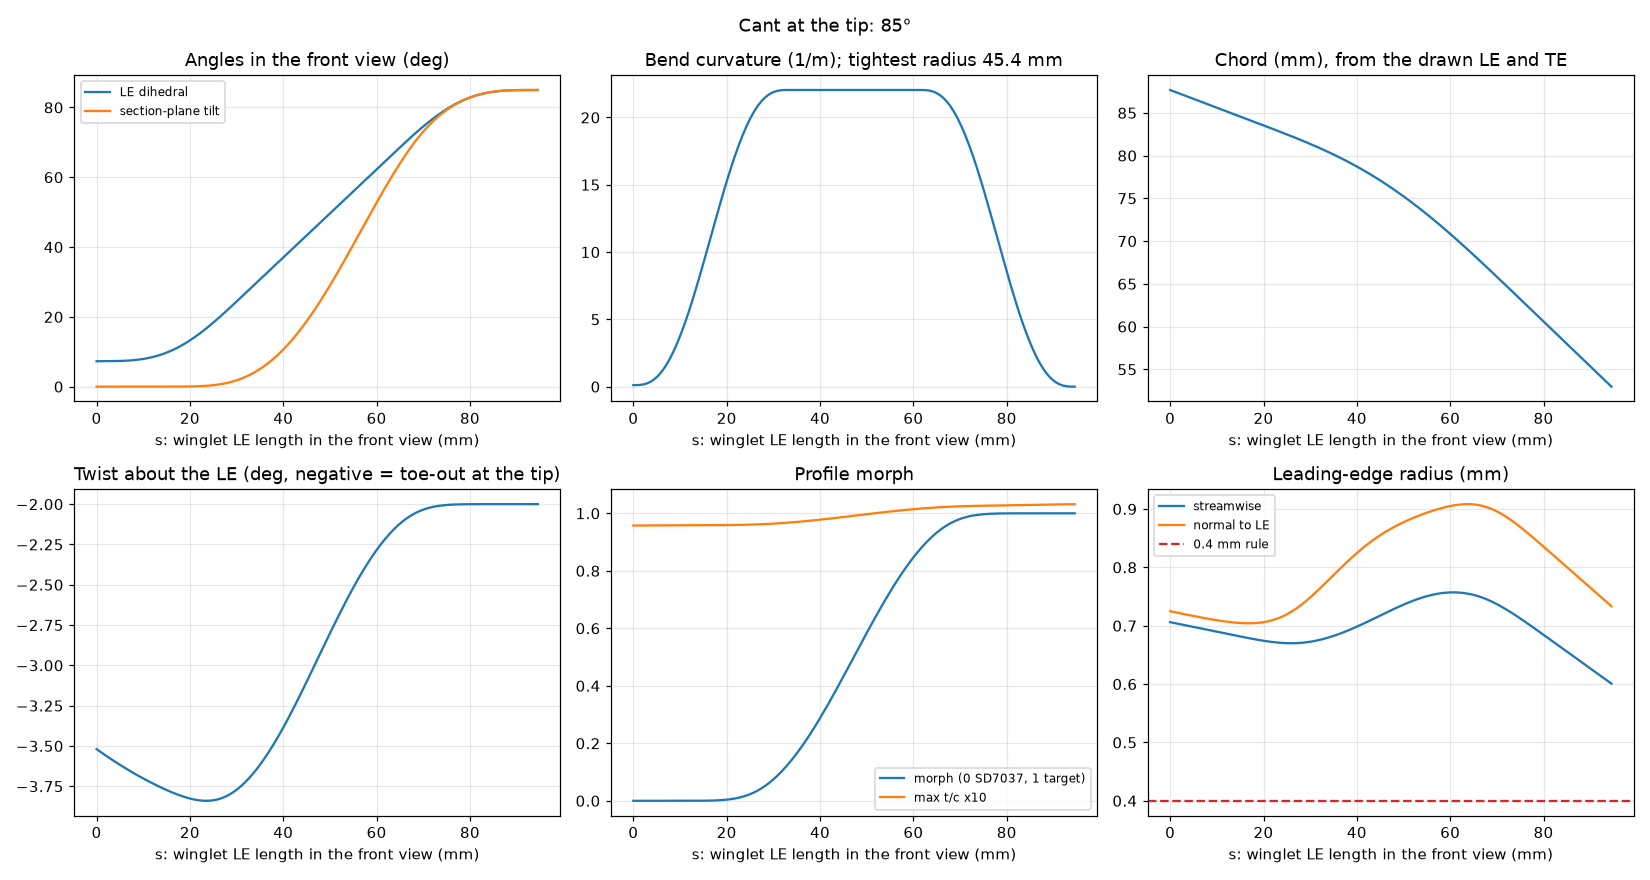 Cant at the tip: 85°
Angles in the front view (deg)
LE dihedral
section-plane tilt
80
60
40
20
0
0 20 40 60 80
s: winglet LE length in the front view (mm)
Bend curvature (1/m); tightest radius 45.4 mm
20
15
10
5
0
0 20 40 60 80
s: winglet LE length in the front view (mm)
Chord (mm), from the drawn LE and TE
85
80
75
70
65
60
55
0 20 40 60 80
s: winglet LE length in the front view (mm)
Twist about the LE (deg, negative = toe-out at the tip)
−2.00
−2.25
−2.50
−2.75
−3.00
−3.25
−3.50
−3.75
0 20 40 60 80
s: winglet LE length in the front view (mm)
Profile morph
1.0
0.8
0.6
0.4
0.2
0.0
morph (0 SD7037, 1 target)
max t/c x10
0 20 40 60 80
s: winglet LE length in the front view (mm)
Leading-edge radius (mm)
streamwise
normal to LE
0.4 mm rule
0.9
0.8
0.7
0.6
0.5
0.4
0 20 40 60 80
s: winglet LE length in the front view (mm)